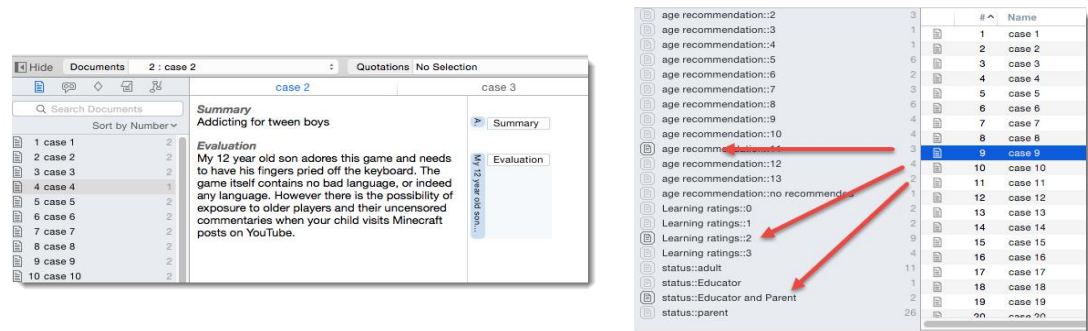 Hide Documents 2 : case 2 Quotations No Selection
case 2 case 3
Search Documents
Sort by Number
1 case 1 2
2 case 2 2
3 case 3 2
4 case 4 1
5 case 5 2
6 case 6 2
7 case 7 2
8 case 8 2
9 case 9 2
10 case 10 2
Summary
Addicting for tween boys
Evaluation
My 12 year old son adores this game and needs
to have his fingers pried off the keyboard. The
game itself contains no bad language, or indeed
any language. However there is the possibility of
exposure to older players and their uncensored
commentaries when your child visits Minecraft
posts on YouTube.
A: Summary
My 12 year old son... Evaluation
age recommendation::2 3
age recommendation::3 1
age recommendation::4 1
age recommendation::5 6
age recommendation::6 2
age recommendation::7 3
age recommendation::8 6
age recommendation::9 4
age recommendation::10 4
age recommendation::11 3
age recommendation::12 4
age recommendation::13 2
age recommendation::no recommended 1
Learning ratings::0 2
Learning ratings::1 2
Learning ratings::2 9
Learning ratings::3 4
status::adult 11
status::Educator 1
status::Educator and Parent 2
status::parent 26
# Name
1 case 1
2 case 2
3 case 3
4 case 4
5 case 5
6 case 6
7 case 7
8 case 8
9 case 9
10 case 10
11 case 11
12 case 12
13 case 13
14 case 14
15 case 15
16 case 16
17 case 17
18 case 18
19 case 19
20 case 20